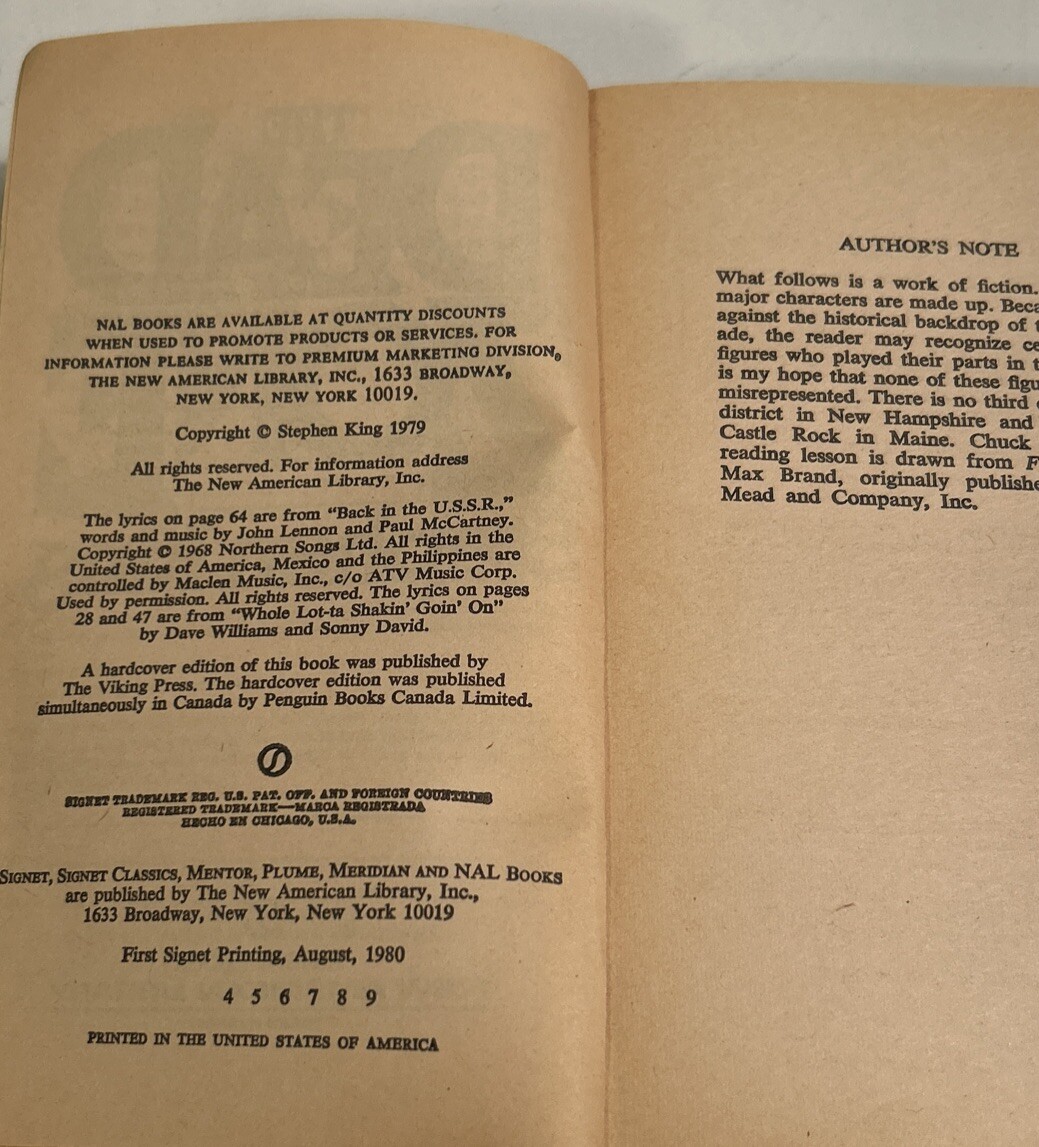 NAL BOOKS ARE AVAILABLE AT QUANTITY DISCOUNTS
WHEN USED TO PROMOTE PRODUCTS OR SERVICES. FOR
INFORMATION PLEASE WRITE TO PREMIUM MARKETING DIVISION,
THE NEW AMERICAN LIBRARY, INC., 1633 BROADWAY,
NEW YORK, NEW YORK 10019.
Copyright © Stephen King 1979
All rights reserved. For information address
The New American Library, Inc.
The lyrics on page 64 are from "Back in the U.S.S.R.,"
words and music by John Lennon and Paul McCartney.
Copyright © 1968 Northern Songs Ltd. All rights in the
United States of America, Mexico and the Philippines are
controlled by Maclen Music, Inc., c/o ATV Music Corp.
Used by permission. All rights reserved. The lyrics on pages
28 and 47 are from "Whole Lot-ta Shakin' Goin' On"
by Dave Williams and Sonny David.
A hardcover edition of this book was published by
The Viking Press. The hardcover edition was published
simultaneously in Canada by Penguin Books Canada Limited.
SIGNET TRADEMARK REG. U.S. PAT. OFF. AND FOREIGN COUNTRIES
REGISTERED TRADEMARK—MARCA REGISTRADA
HECHO EN CHICAGO, U.S.A.
SIGNET, SIGNET CLASSICS, MENTOR, PLUME, MERIDIAN AND NAL BOOKS
are published by The New American Library, Inc.,
1633 Broadway, New York, New York 10019
First Signet Printing, August, 1980
4 5 6 7 8 9
PRINTED IN THE UNITED STATES OF AMERICA
AUTHOR'S NOTE
What follows is a work of fiction.
major characters are made up.
against the historical backdrop of
ade, the reader may recognize
figures who played their parts in
is my hope that none of these
misrepresented. There is no third
district in New Hampshire and
Castle Rock in Maine. Chuck
reading lesson is drawn from
Max Brand, originally
Mead and Company, Inc.